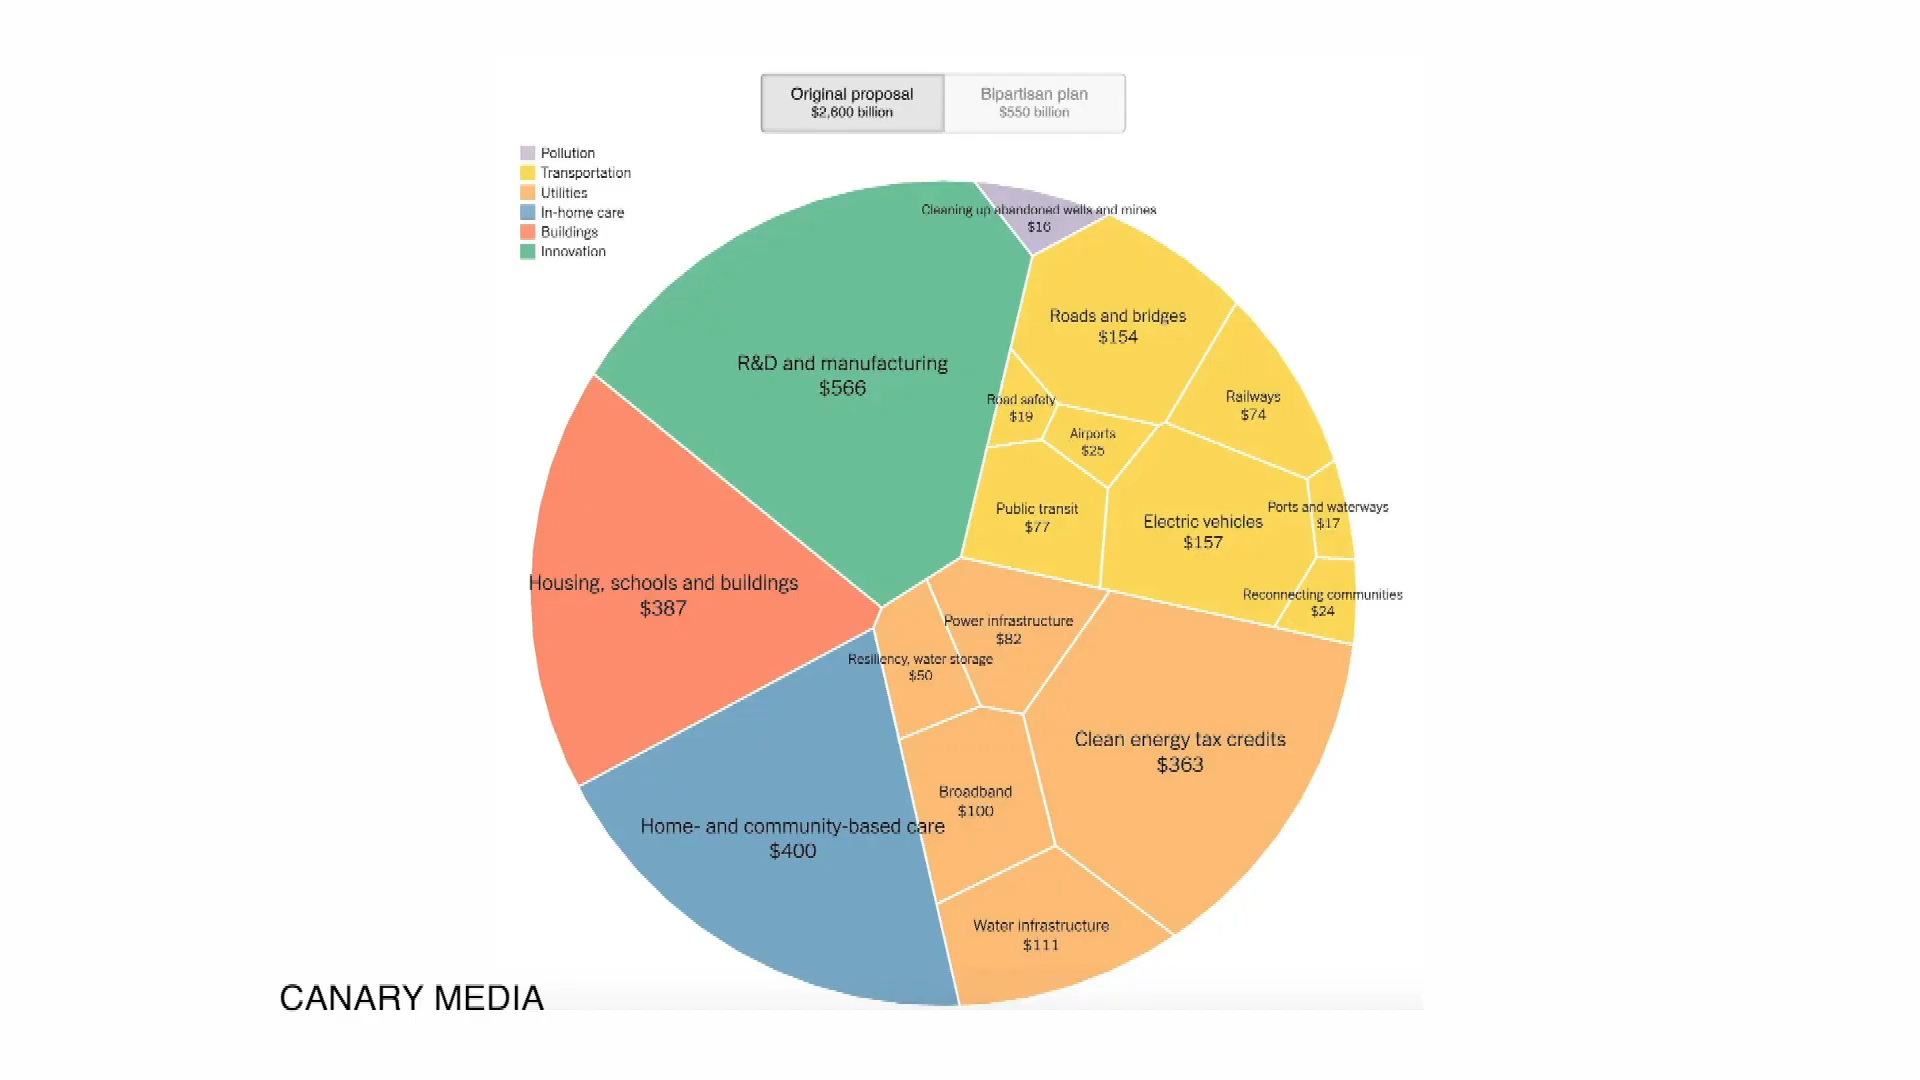 Original proposal
$2,600 billion
Bipartisan plan
$550 billion
Pollution
Transportation
Utilities
In-home care
Buildings
Innovation
Cleaning up abandoned wells and mines
$16
Roads and bridges
$154
R&D and manufacturing
$566
Road safety
$19
Railways
$74
Airports
$25
Public transit
$77
Electric vehicles
$157
Ports and waterways
$17
Housing, schools and buildings
$387
Reconnecting communities
$24
Power infrastructure
$82
Resiliency, water storage
$50
Clean energy tax credits
$363
Broadband
$100
Home- and community-based care
$400
Water infrastructure
$111
CANARY MEDIA